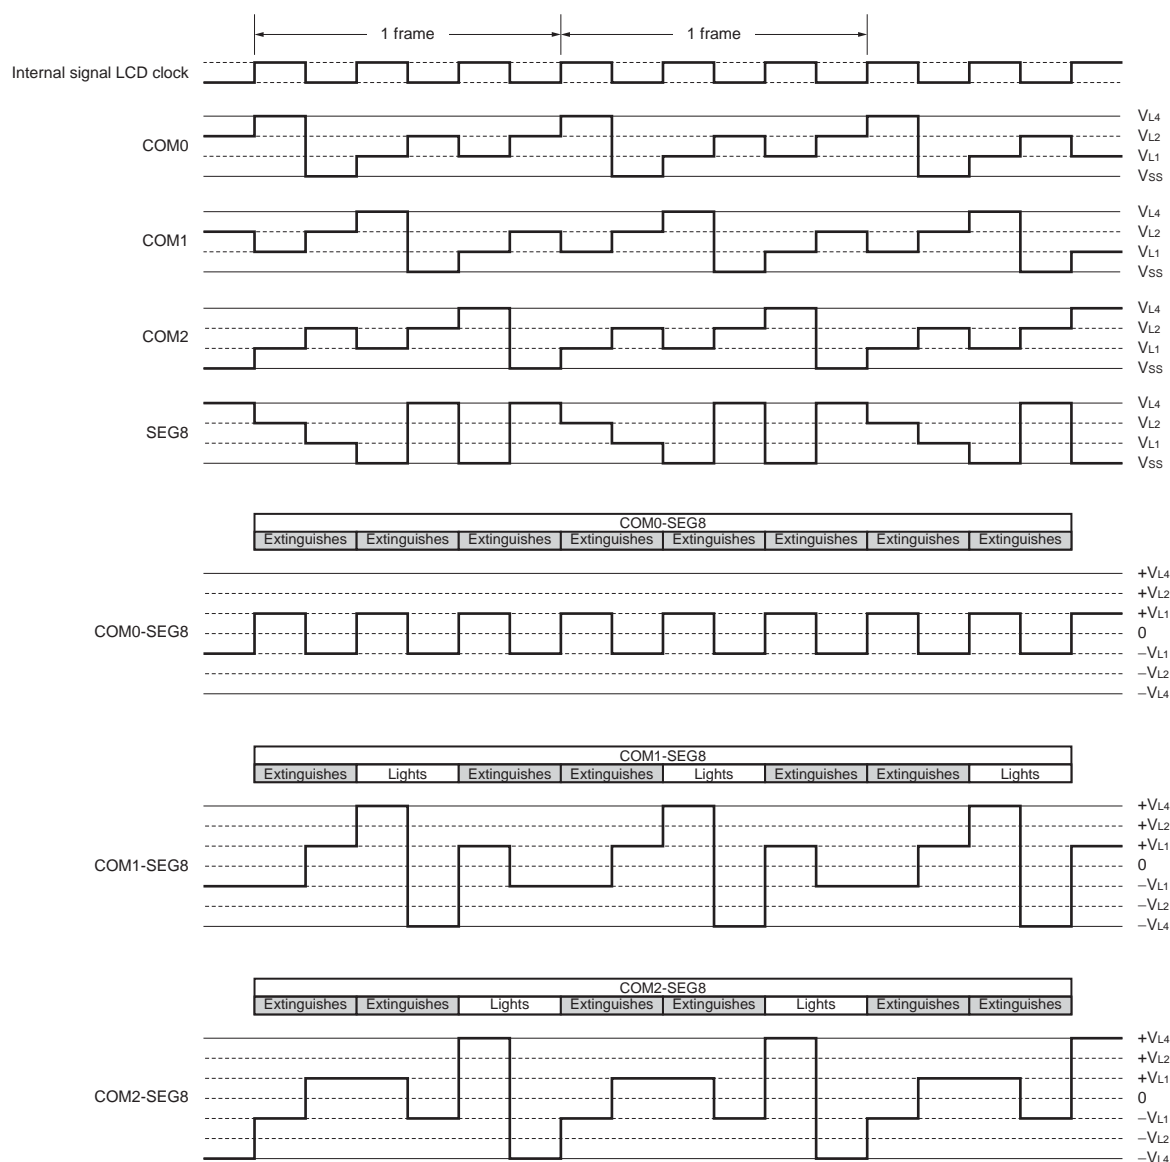 1 frame 1 frame
Internal signal LCD clock
COM0
VL4
VL2
VL1
VSS
COM1
VL4
VL2
VL1
VSS
COM2
VL4
VL2
VL1
VSS
SEG8
VL4
VL2
VL1
VSS
COM0-SEG8
Extinguishes Extinguishes Extinguishes Extinguishes Extinguishes Extinguishes Extinguishes Extinguishes
COM0-SEG8
+VL4
+VL2
+VL1
0
−VL1
−VL2
−VL4
COM1-SEG8
Extinguishes Lights Extinguishes Extinguishes Lights Extinguishes Extinguishes Lights
COM1-SEG8
+VL4
+VL2
+VL1
0
−VL1
−VL2
−VL4
COM2-SEG8
Extinguishes Extinguishes Lights Extinguishes Extinguishes Lights Extinguishes Extinguishes
COM2-SEG8
+VL4
+VL2
+VL1
0
−VL1
−VL2
−VL4